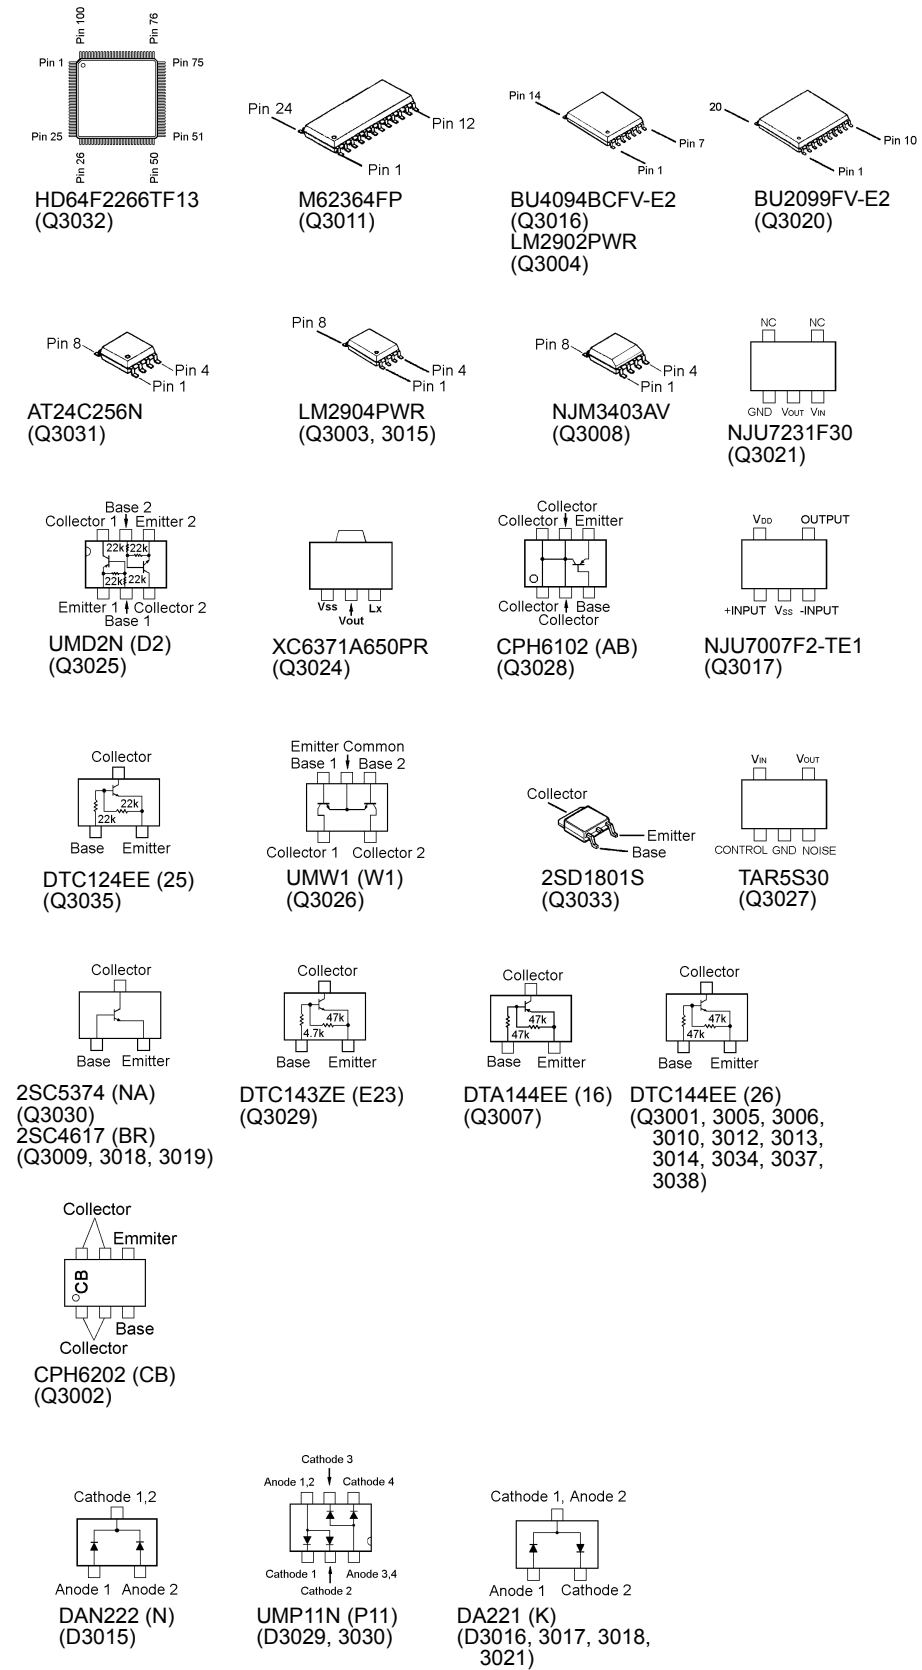 Pin 100
Pin 76
Pin 1
Pin 75
Pin 25
Pin 51
Pin 26
Pin 50
HD64F2266TF13
(Q3032)
Pin 24
Pin 12
Pin 1
M62364FP
(Q3011)
Pin 14
Pin 7
Pin 1
BU4094BCFV-E2
(Q3016)
LM2902PWR
(Q3004)
20
Pin 10
Pin 1
BU2099FV-E2
(Q3020)
Pin 8
Pin 4
Pin 1
AT24C256N
(Q3031)
Pin 8
Pin 4
Pin 1
LM2904PWR
(Q3003, 3015)
Pin 8
Pin 4
Pin 1
NJM3403AV
(Q3008)
NC NC
GND VOUT VIN
NJU7231F30
(Q3021)
Base 2
Collector 1 Emitter 2
22k 22k
22k 22k
Emitter 1 Collector 2
Base 1
UMD2N (D2)
(Q3025)
Vss Lx
Vout
XC6371A650PR
(Q3024)
Collector
Collector Emitter
Collector Base
Collector
CPH6102 (AB)
(Q3028)
VDD OUTPUT
+INPUT VSS -INPUT
NJU7007F2-TE1
(Q3017)
Collector
22k
22k
Base Emitter
DTC124EE (25)
(Q3035)
Emitter Common
Base 1 Base 2
Collector 1 Collector 2
UMW1 (W1)
(Q3026)
Collector
Emitter
Base
2SD1801S
(Q3033)
VIN VOUT
CONTROL GND NOISE
TAR5S30
(Q3027)
Collector
Base Emitter
2SC5374 (NA)
(Q3030)
2SC4617 (BR)
(Q3009, 3018, 3019)
Collector
47k
4.7k
Base Emitter
DTC143ZE (E23)
(Q3029)
Collector
47k
47k
Base Emitter
DTA144EE (16)
(Q3007)
Collector
47k
47k
Base Emitter
DTC144EE (26)
(Q3001, 3005, 3006,
3010, 3012, 3013,
3014, 3034, 3037,
3038)
Collector
Emmiter
CB
Base
Collector
CPH6202 (CB)
(Q3002)
Cathode 1,2
Anode 1 Anode 2
DAN222 (N)
(D3015)
Cathode 3
Anode 1,2 Cathode 4
Cathode 1 Anode 3,4
Cathode 2
UMP11N (P11)
(D3029, 3030)
Cathode 1, Anode 2
Anode 1 Cathode 2
DA221 (K)
(D3016, 3017, 3018,
3021)